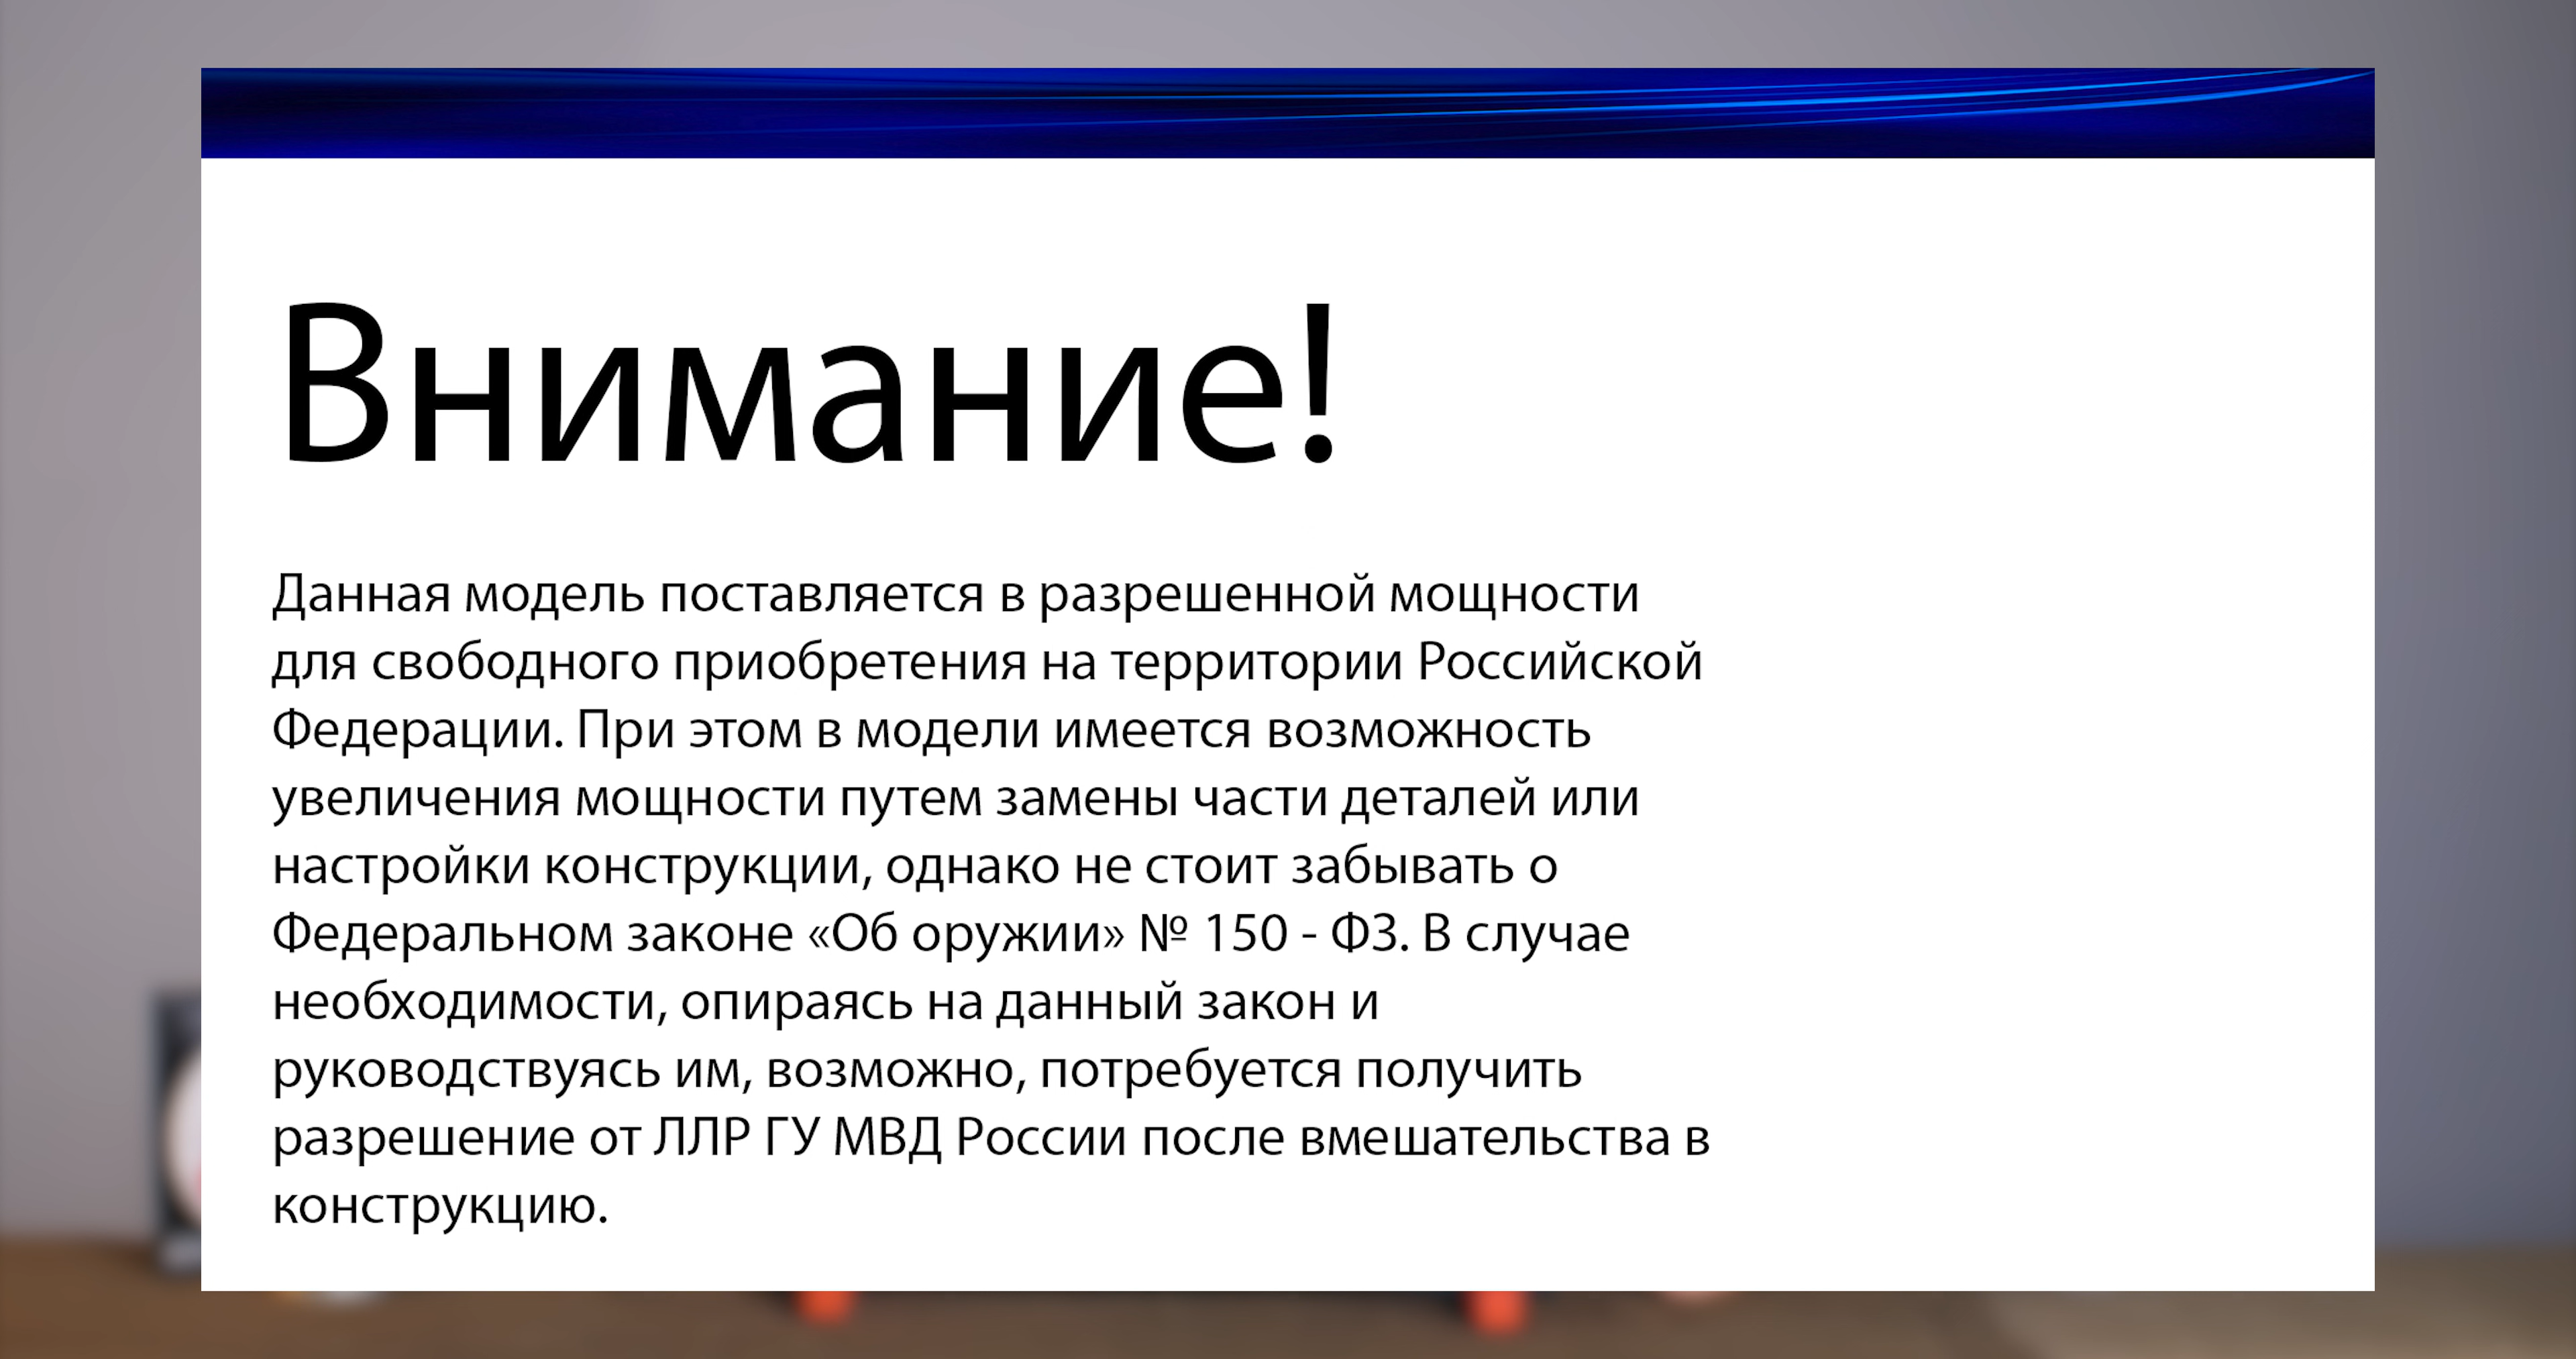 Внимание!
Данная модель поставляется в разрешенной мощности
для свободного приобретения на территории Российской
Федерации. При этом в модели имеется возможность
увеличения мощности путем замены части деталей или
настройки конструкции, однако не стоит забывать о
Федеральном законе «Об оружии» № 150 - ФЗ. В случае
необходимости, опираясь на данный закон и
руководствуясь им, возможно, потребуется получить
разрешение от ЛЛР ГУ МВД России после вмешательства в
конструкцию.